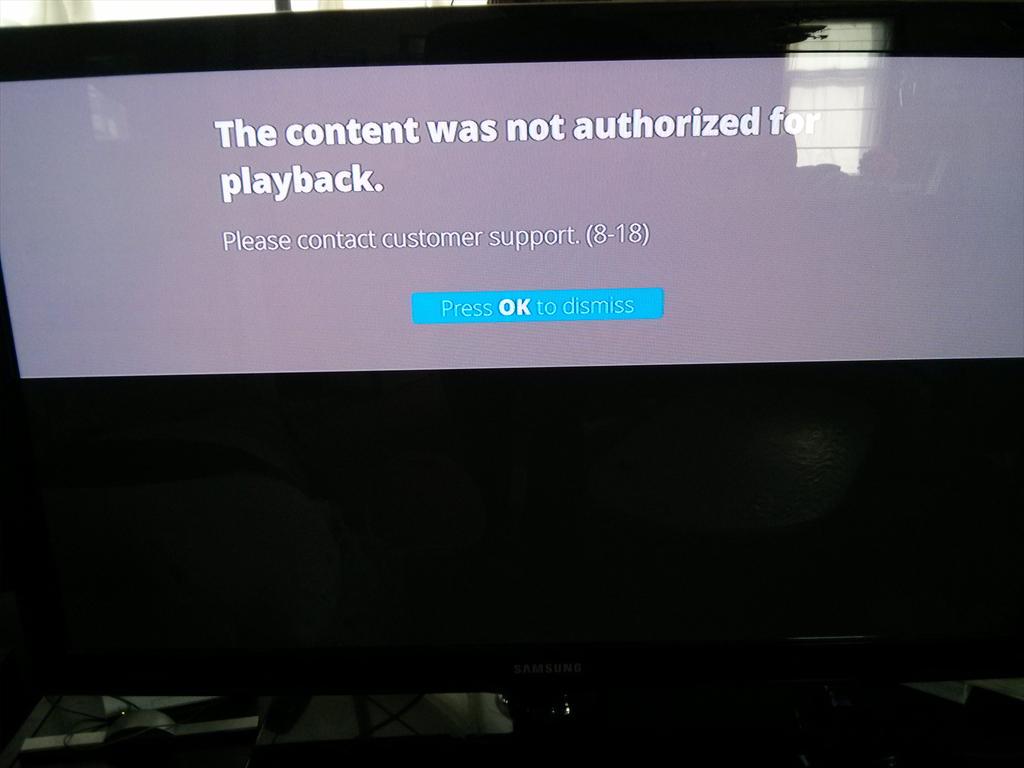 The content was not authorized for
playback.
Please contact customer support. (8-18)
Press OK to dismiss
SAMSUNG